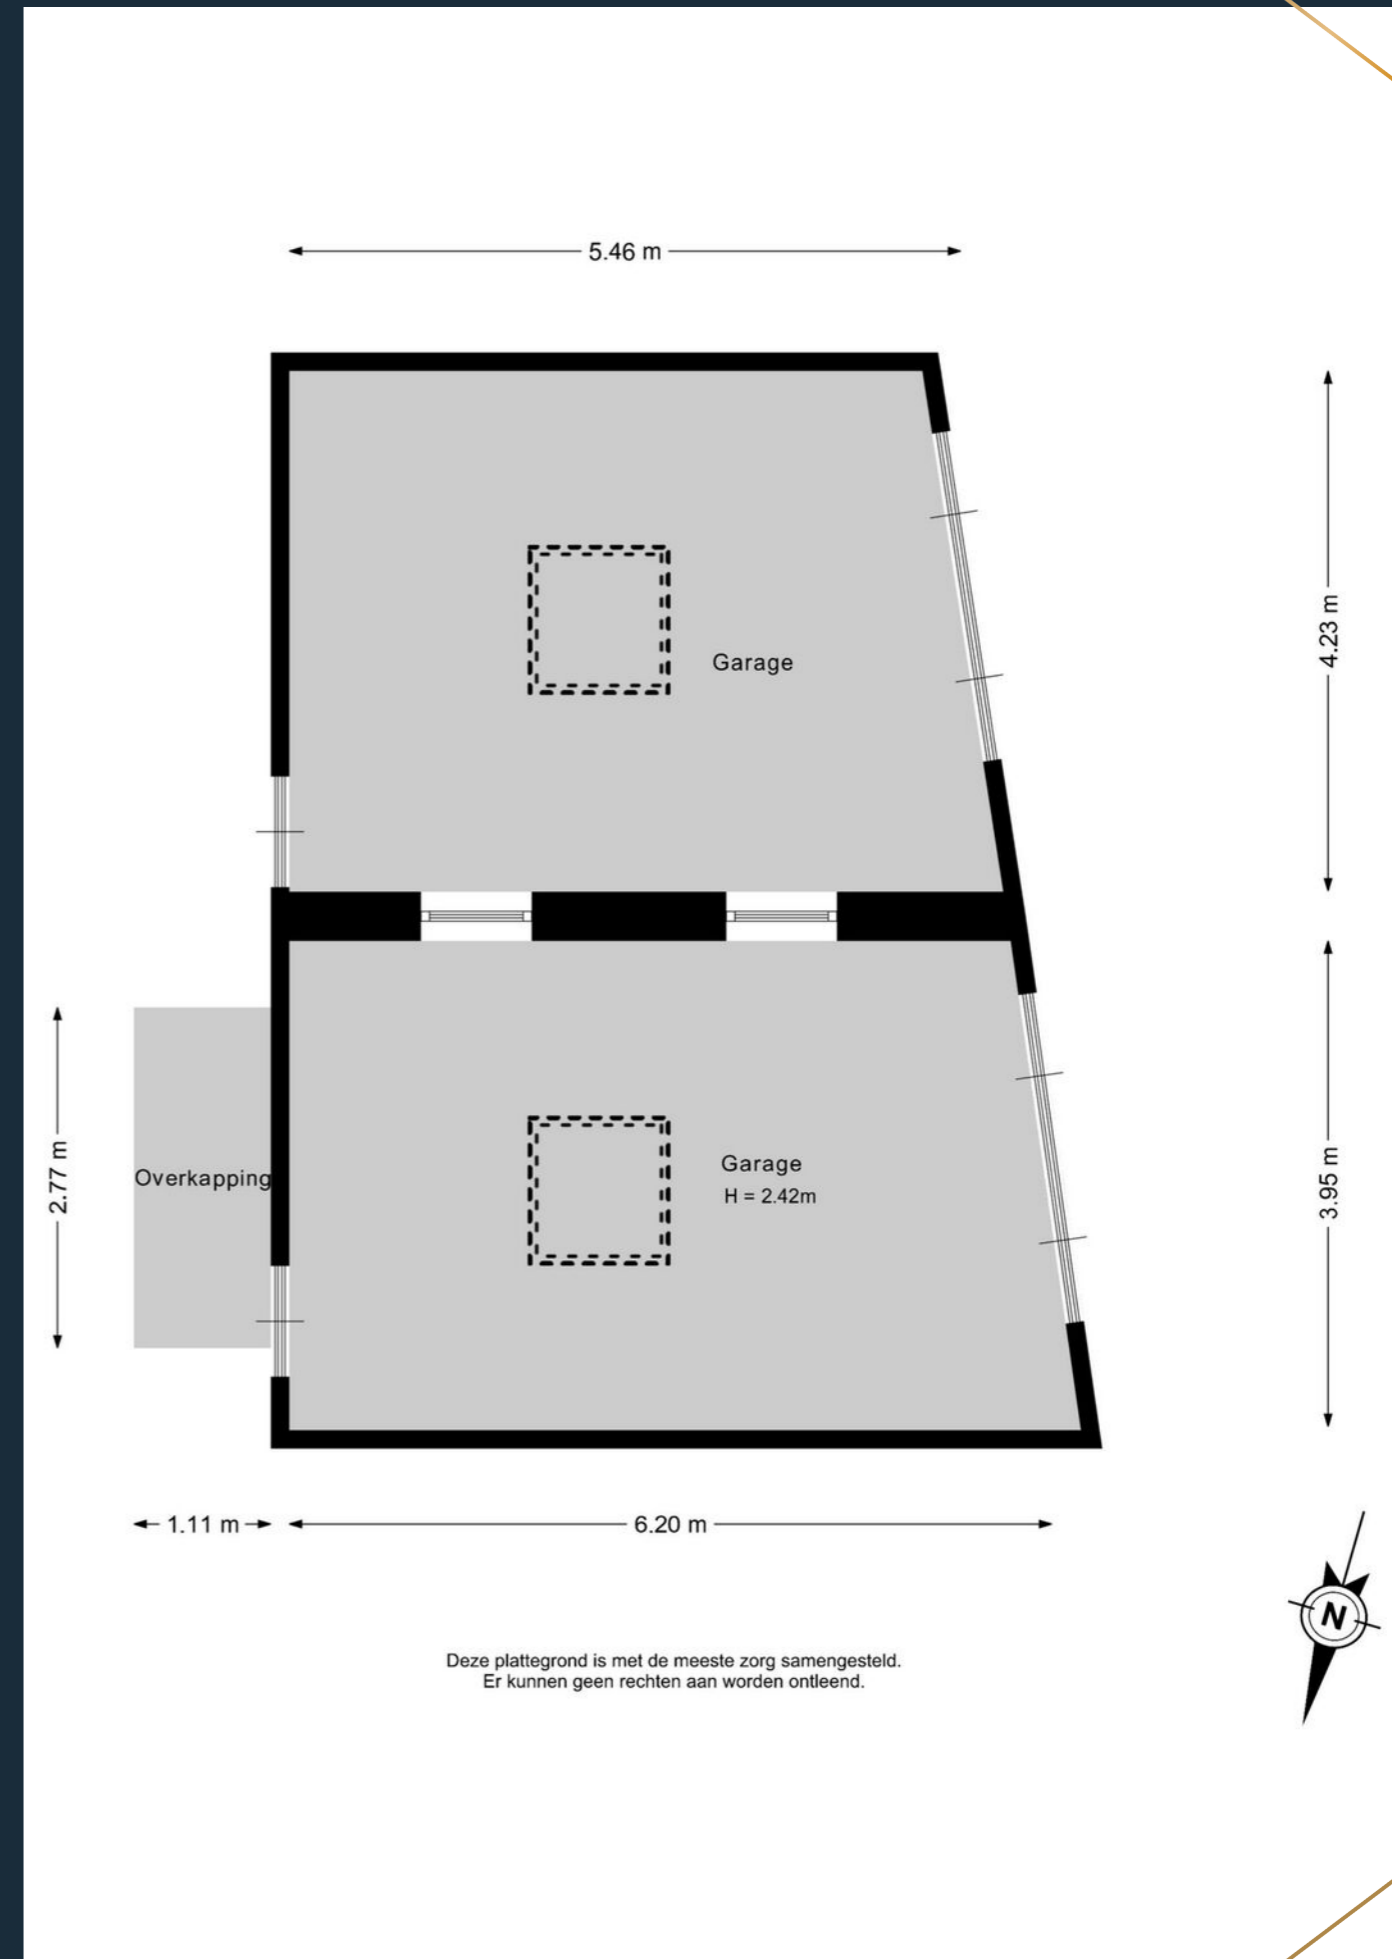 5.46 m
4.23 m
Garage
Garage
H = 2.42m
Overkapping
2.77 m
3.95 m
1.11 m
6.20 m
N
Deze plattegrond is met de meeste zorg samengesteld.
Er kunnen geen rechten aan worden ontleend.